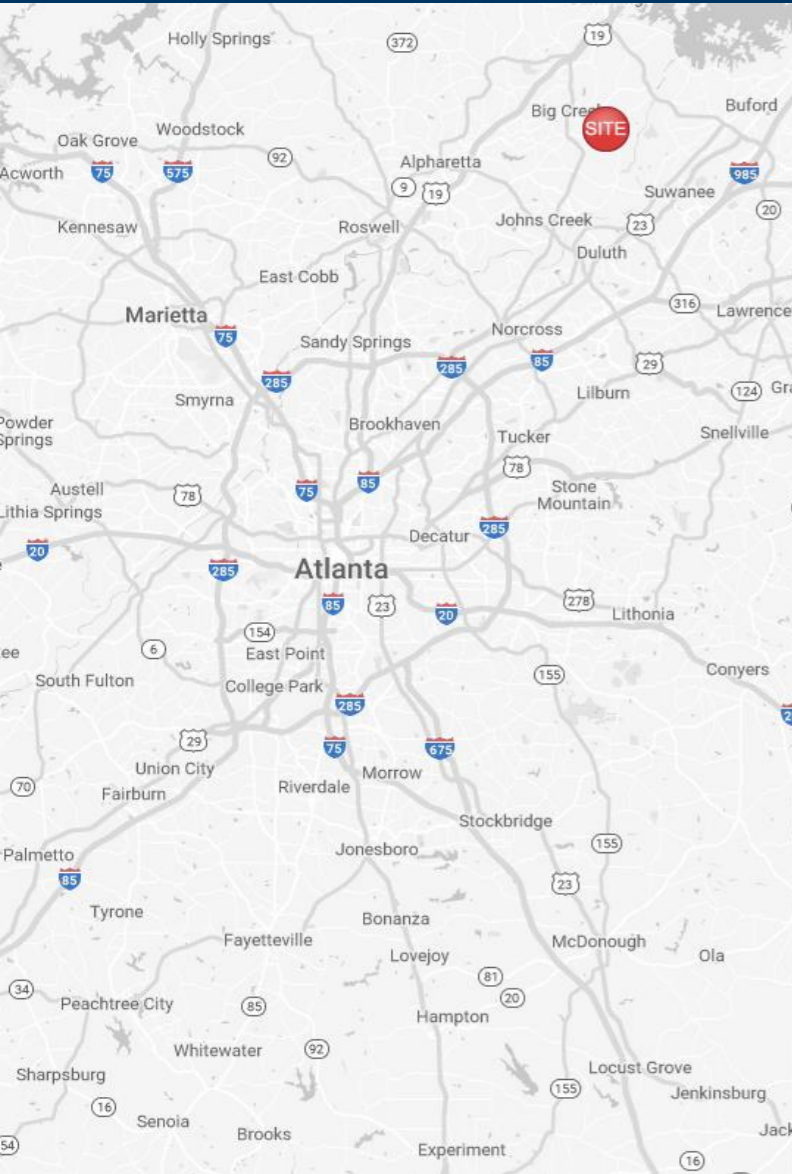 Holly Springs
372
19
Big Cree
SITE
Buford
Woodstock
Oak Grove
92
Alpharetta
Acworth
75
575
985
9
19
Suwanee
20
Kennesaw
Roswell
Johns Creek
23
Duluth
East Cobb
316
Lawrence
Marietta
75
Norcross
Sandy Springs
285
85
29
285
Lilburn
124
Gra
Smyrna
Powder
Springs
Brookhaven
Tucker
Snellville
78
Austell
78
75
85
Stone
Mountain
Lithia Springs
20
Decatur
285
285
Atlanta
85
23
20
278
Lithonia
154
6
ee
East Point
155
Conyers
South Fulton
College Park
285
2
29
75
675
Union City
Morrow
70
Fairburn
Riverdale
Stockbridge
Palmetto
Jonesboro
155
85
23
Tyrone
Bonanza
Fayetteville
McDonough
Lovejoy
Ola
34
81
20
Peachtree City
85
Hampton
Whitewater
92
Sharpsburg
Locust Grove
155
Jenkinsburg
16
Senoia
Brooks
Jack
54
Experiment
16